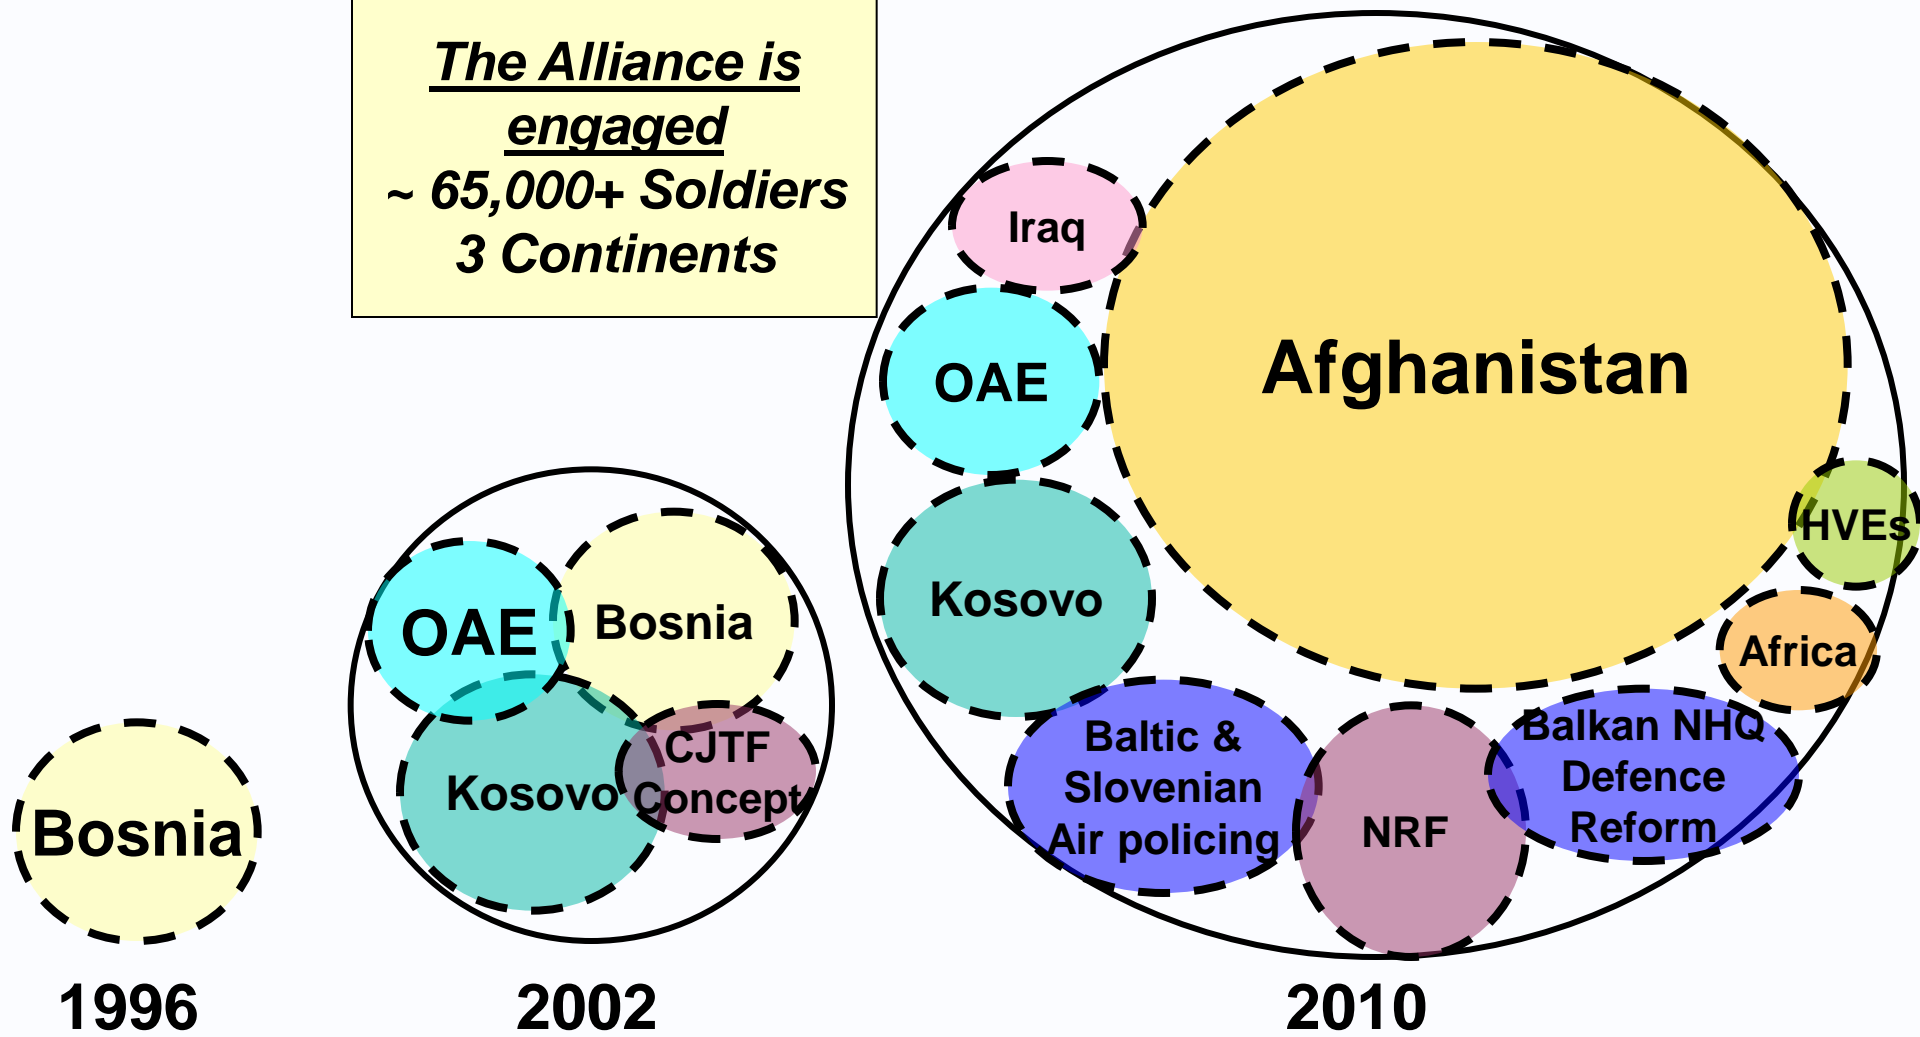 The Alliance is
engaged
~ 65,000+ Soldiers
3 Continents
Bosnia
1996
OAE
Bosnia
Kosovo
CJTF
Concept
2002
Iraq
OAE
Afghanistan
Kosovo
HVEs
Africa
Baltic &
Slovenian
Air policing
NRF
Balkan NHQ
Defence
Reform
2010